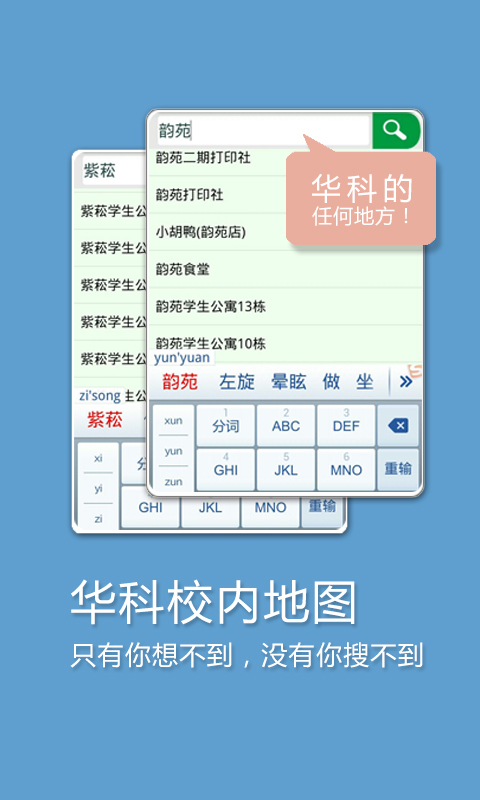 韵苑
韵苑二期打印社
韵苑打印社
小胡鸭(韵苑店)
韵苑食堂
韵苑学生公寓13栋
韵苑学生公寓10栋
yun'yuan
韵苑 左旋 晕眩 做 坐
xun
yun
zun
1
分词
2
ABC
3
DEF
4
GHI
5
JKL
6
MNO
重输
华科的
任何地方！
紫菘
紫菘学生公
紫菘学生公
紫菘学生公
紫菘学生公
紫菘学生公
生公
zi'song
紫菘
xi
yi
zi
GHI
JKL
MNO
重输
华科校内地图
只有你想不到，没有你搜不到